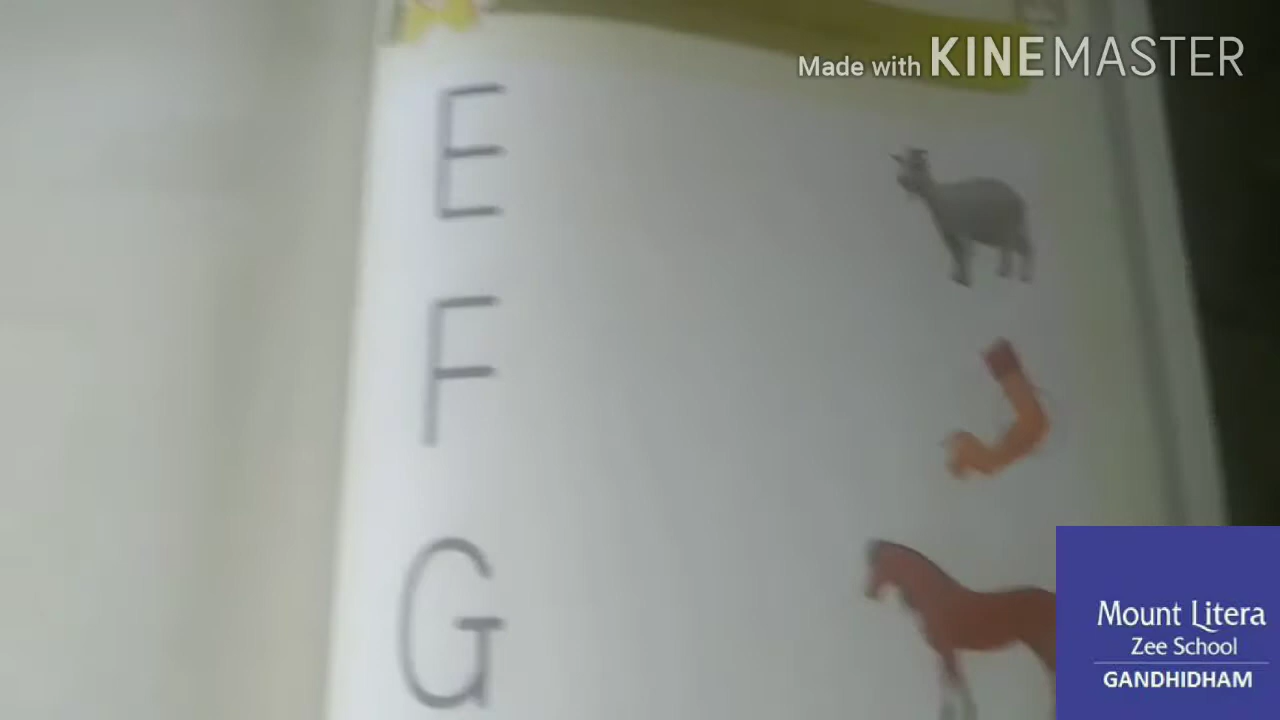 Made with KINEMASTER
E
F
G
Mount Litera
Zee School
GANDHIDHAM